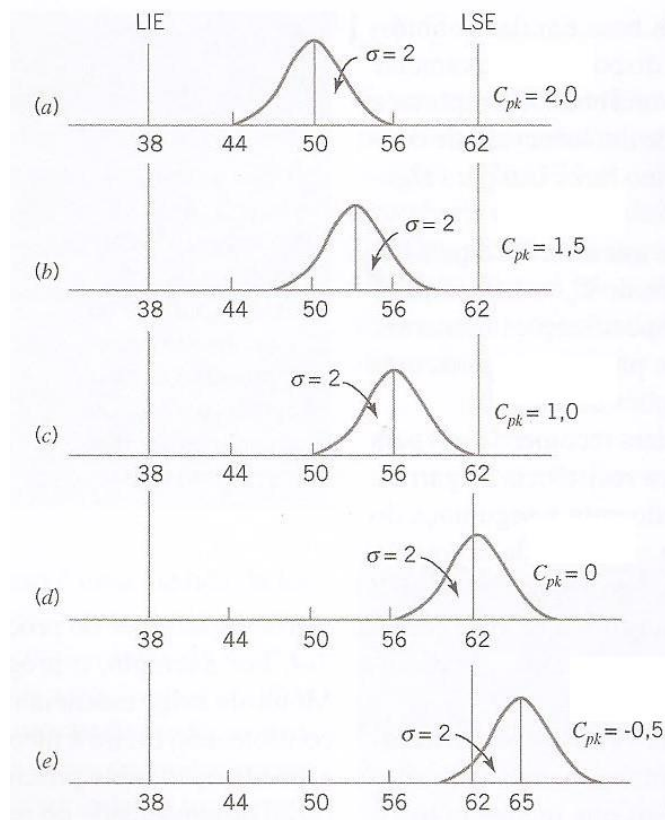 LIE LSE
σ=2
(a) C_pk = 2,0
38 44 50 56 62
σ=2
(b) C_pk = 1,5
38 44 50 56 62
σ=2
(c) C_pk = 1,0
38 44 50 56 62
σ=2 C_pk = 0
(d)
38 44 50 56 62
C_pk = -0,5
σ=2
(e)
38 44 50 56 62 65